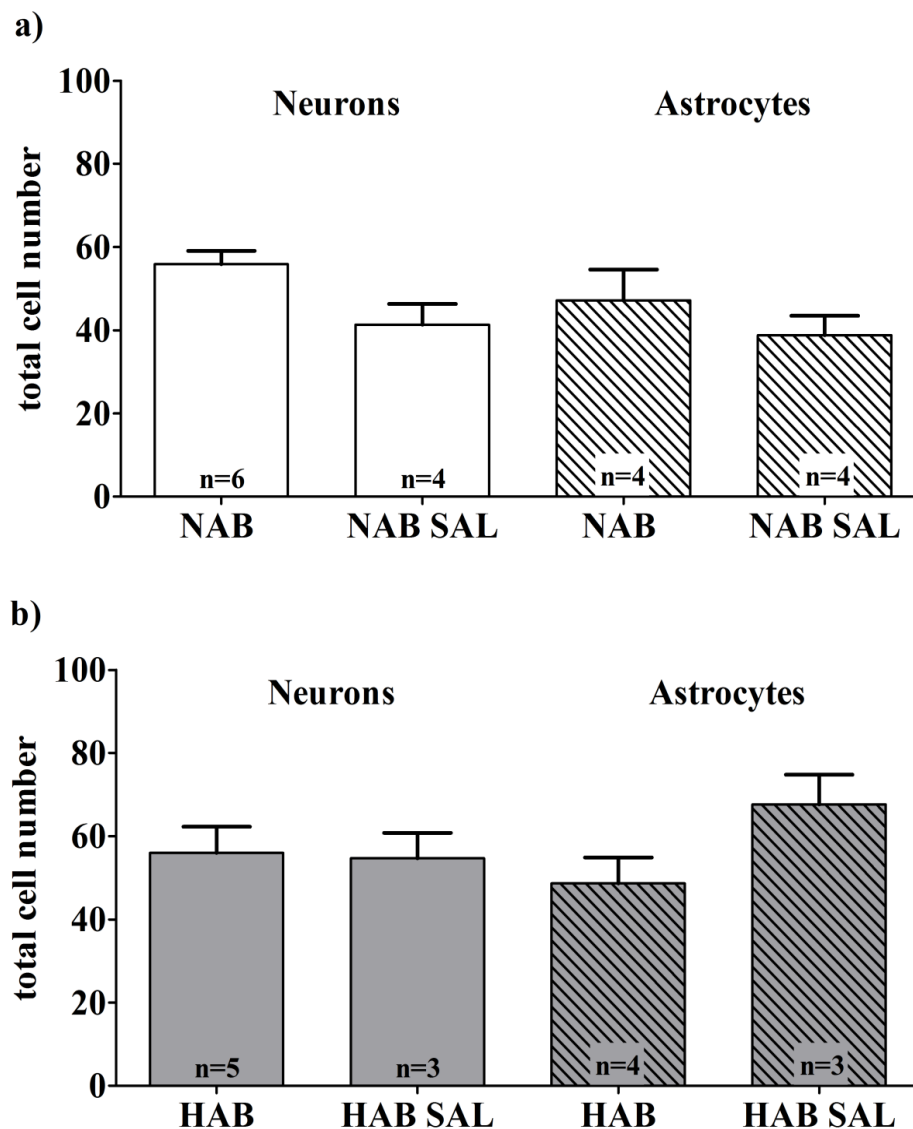 a)
100
80
60
40
20
0
total cell number
Neurons
Astrocytes
n=6
n=4
n=4
n=4
NAB
NAB SAL
NAB
NAB SAL
b)
100
80
60
40
20
0
total cell number
Neurons
Astrocytes
n=5
n=3
n=4
n=3
HAB
HAB SAL
HAB
HAB SAL